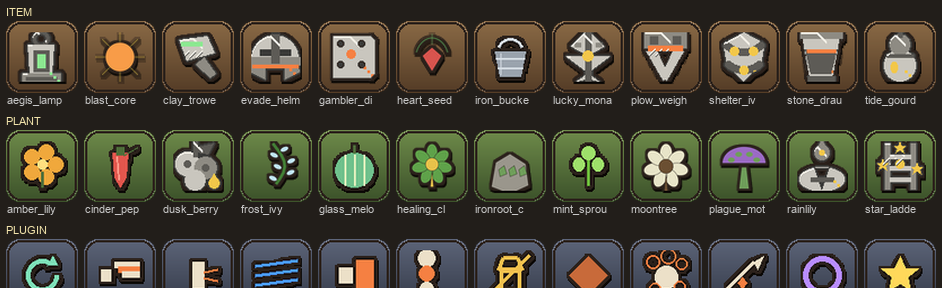 ITEM
aegis_lamp blast_core clay_trowe evade_helm gambler_di heart_seed iron_bucke lucky_mona plow_weigh shelter_iv stone_drau tide_gourd
PLANT
amber_lily cinder_pep dusk_berry frost_ivy glass_melo healing_cl ironroot_c mint_sprou moontree plague_mot rainlily star_ladde
PLUGIN